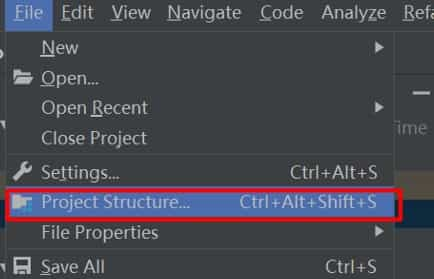 File Edit View Navigate Code Analyze Refa
New
Open...
Open Recent
Close Project
Time
Settings... Ctrl+Alt+S
Project Structure... Ctrl+Alt+Shift+S
File Properties
Save All Ctrl+S